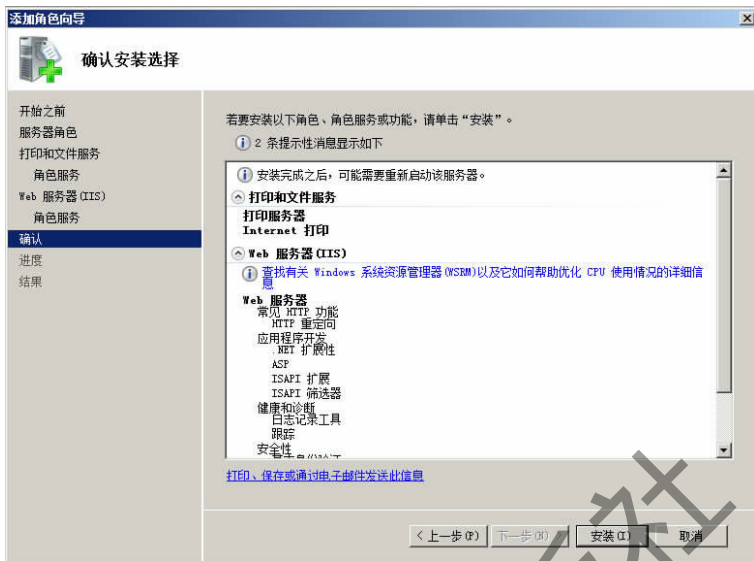 添加角色向导
确认安装选择
开始之前
服务器角色
打印和文件服务
角色服务
Web 服务器(IIS)
角色服务
确认
进度
结果
若要安装以下角色、角色服务或功能，请单击“安装”。
2 条提示性消息显示如下
安装完成之后，可能需要重新启动该服务器。
打印和文件服务
打印服务器
Internet 打印
Web 服务器(IIS)
查找有关 Windows 系统资源管理器(WSRM)以及它如何帮助优化 CPU 使用情况的详细信
息
Web 服务器
常见 HTTP 功能
HTTP 重定向
应用程序开发
.NET 扩展性
ASP
ISAPI 扩展
ISAPI 筛选器
健康和诊断
日志记录工具
跟踪
安全性
打印、保存或通过电子邮件发送此信息
<上一步(P)
下一步(N)
安装(I)
取消